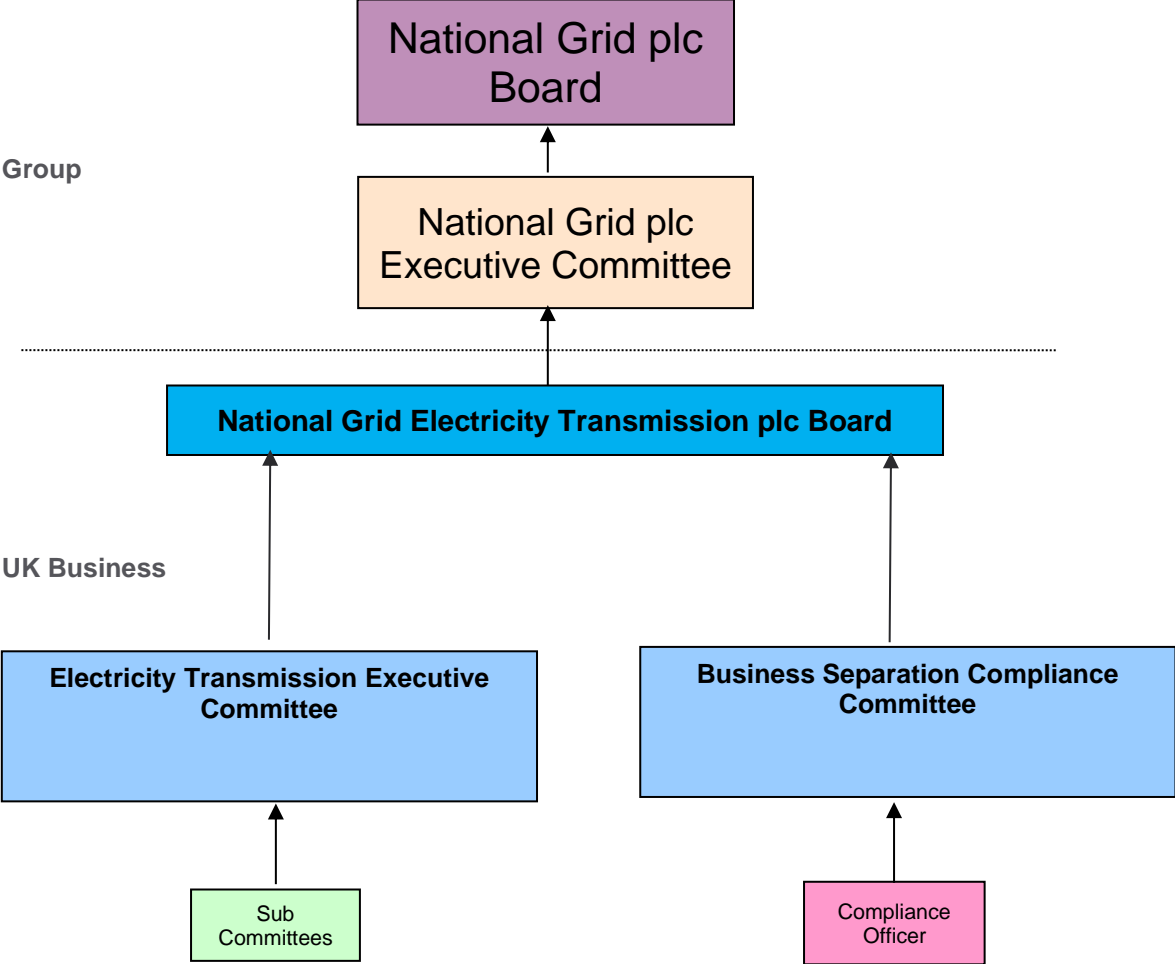 National Grid plc
Board
Group
National Grid plc
Executive Committee
National Grid Electricity Transmission plc Board
UK Business
Electricity Transmission Executive
Committee
Business Separation Compliance
Committee
Sub
Committees
Compliance
Officer